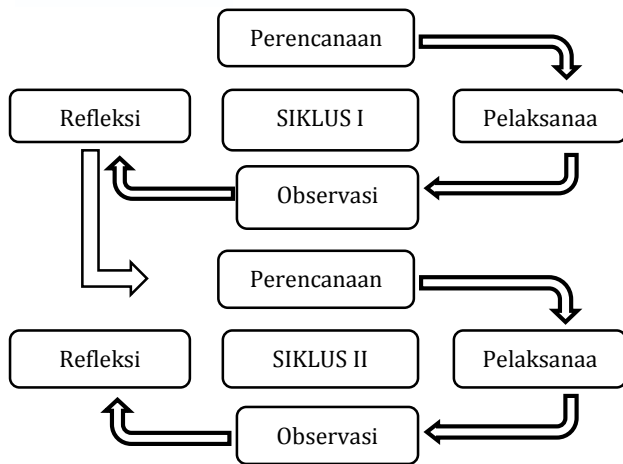 Perencanaan
Refleksi
SIKLUS I
Pelaksanaa
Observasi
Perencanaan
Refleksi
SIKLUS II
Pelaksanaa
Observasi